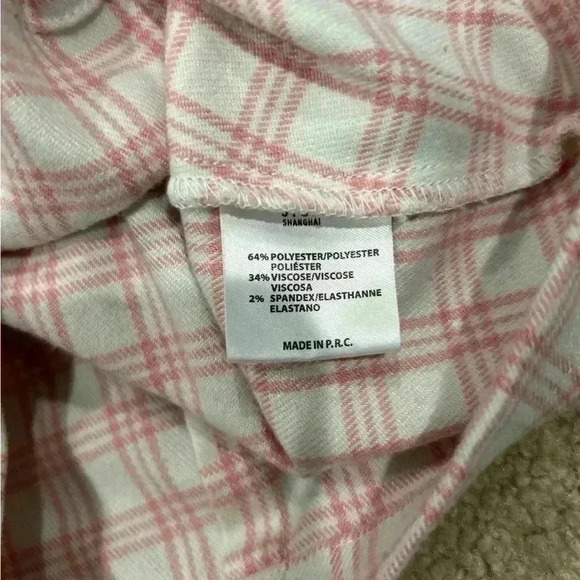 SHANGHAI
64% POLYESTER/POLYESTER
POLIÉSTER
34% VISCOSE/VISCOSE
VISCOSA
2% SPANDEX/ELASTHANNE
ELASTANO
MADE IN P.R.C.